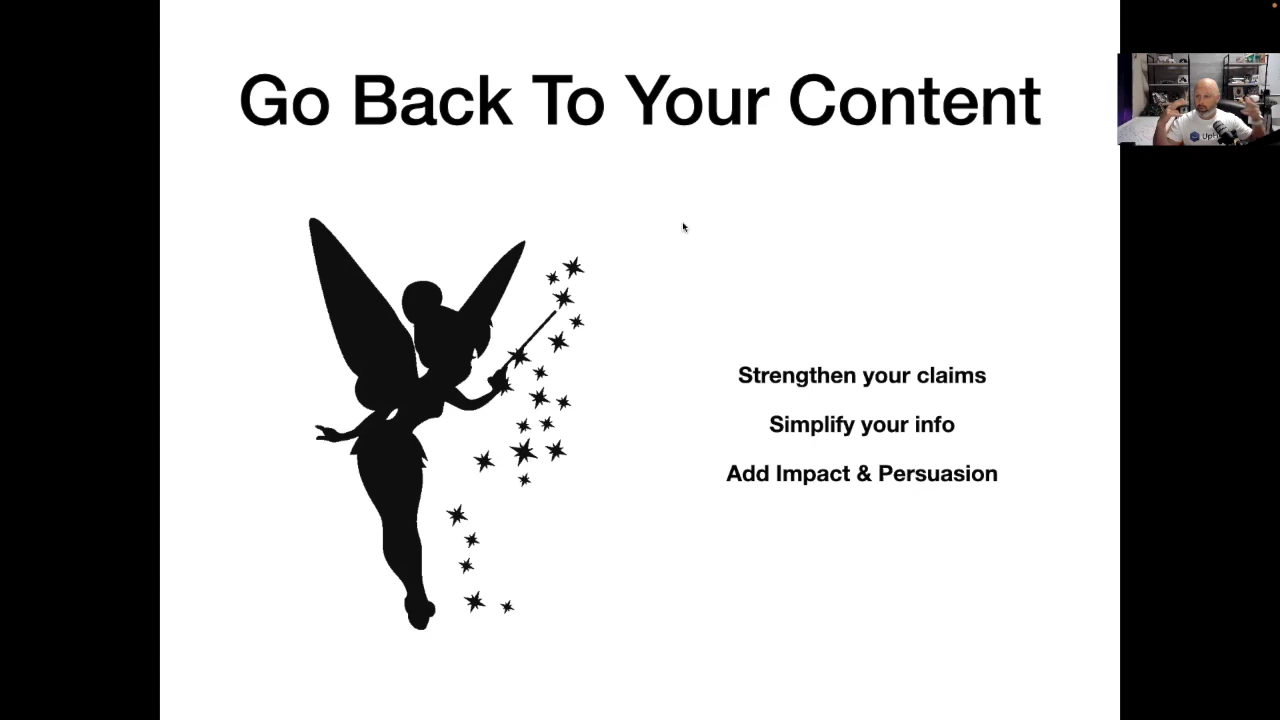 Go Back To Your Content
Strengthen your claims
Simplify your info
Add Impact & Persuasion